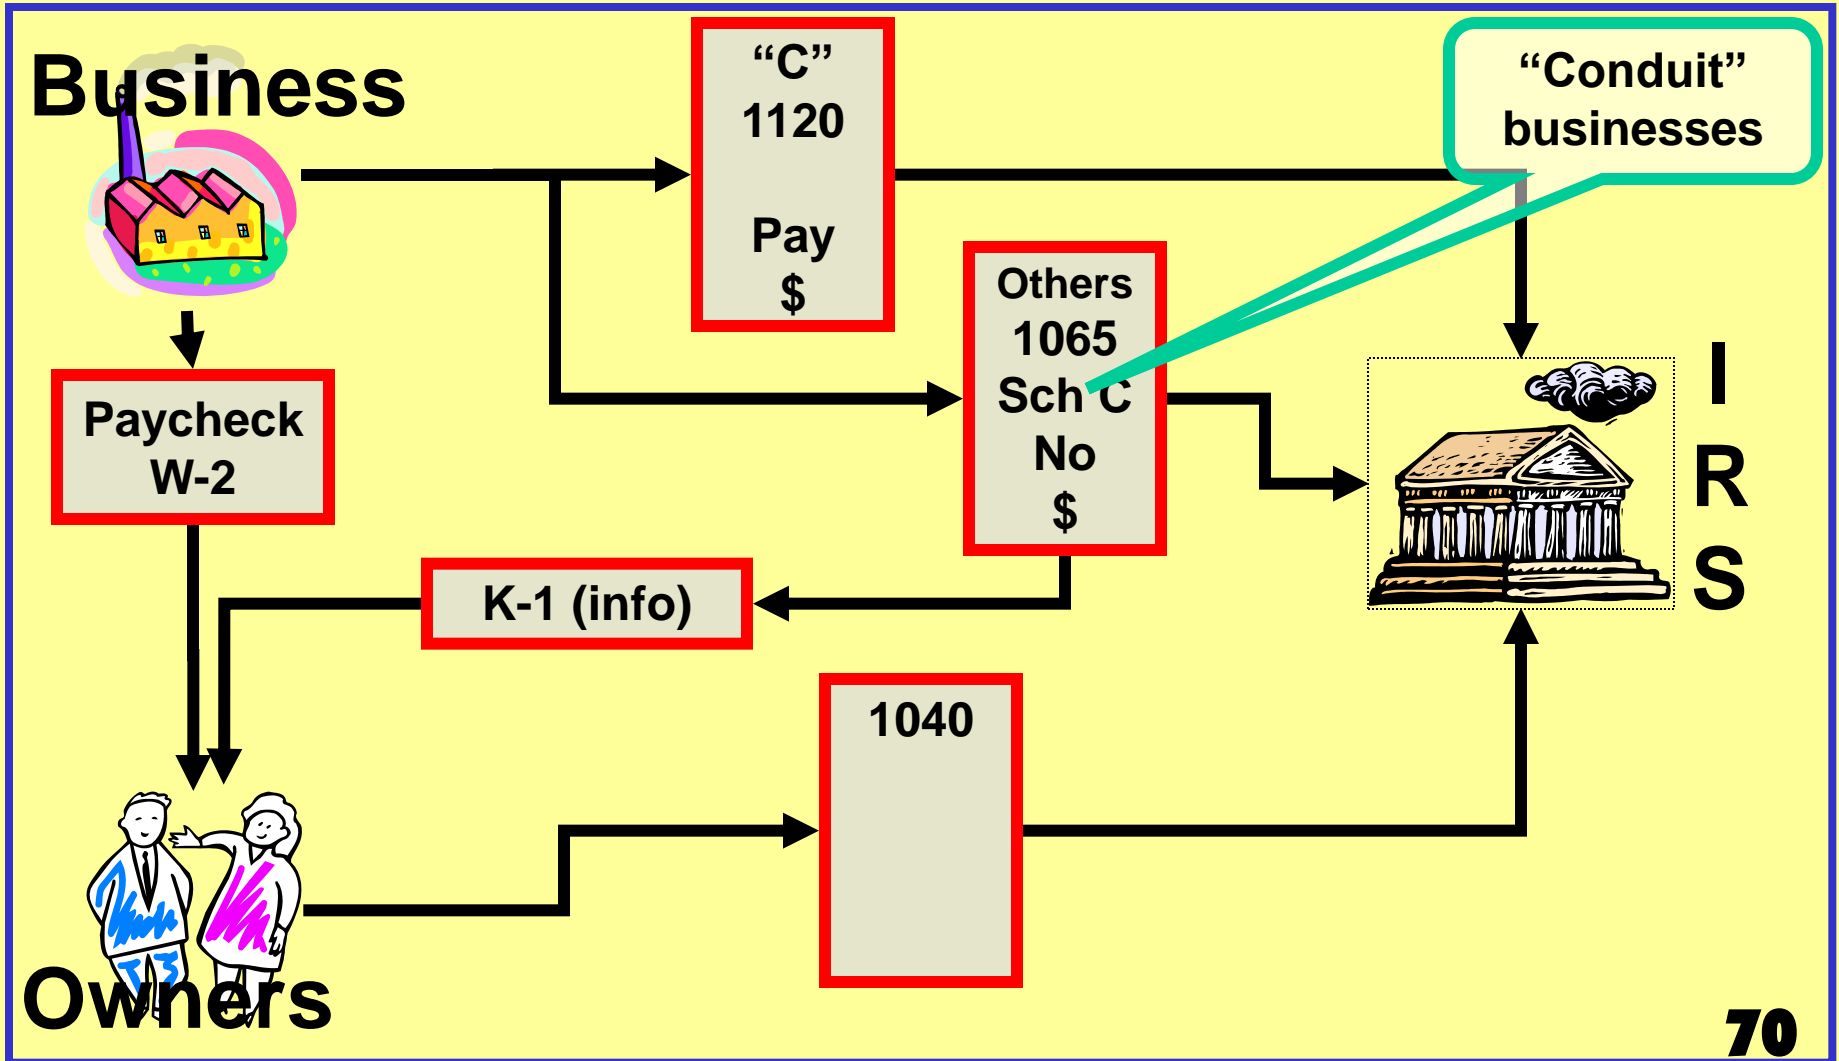 Business
“C”
1120
Pay
$
“Conduit”
businesses
Others
1065
Sch C
No
$
I
R
S
Paycheck
W-2
K-1 (info)
1040
Owners
70